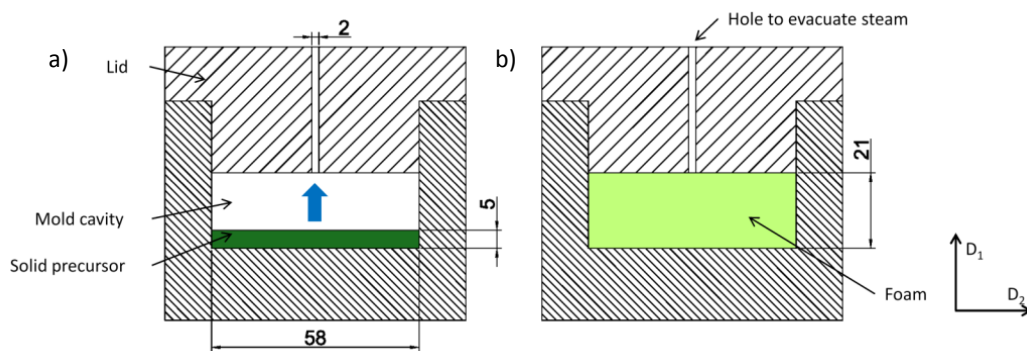 a)
2
Lid
Mold cavity
Solid precursor
5
58
b)
Hole to evacuate steam
21
Foam
D₁
D₂